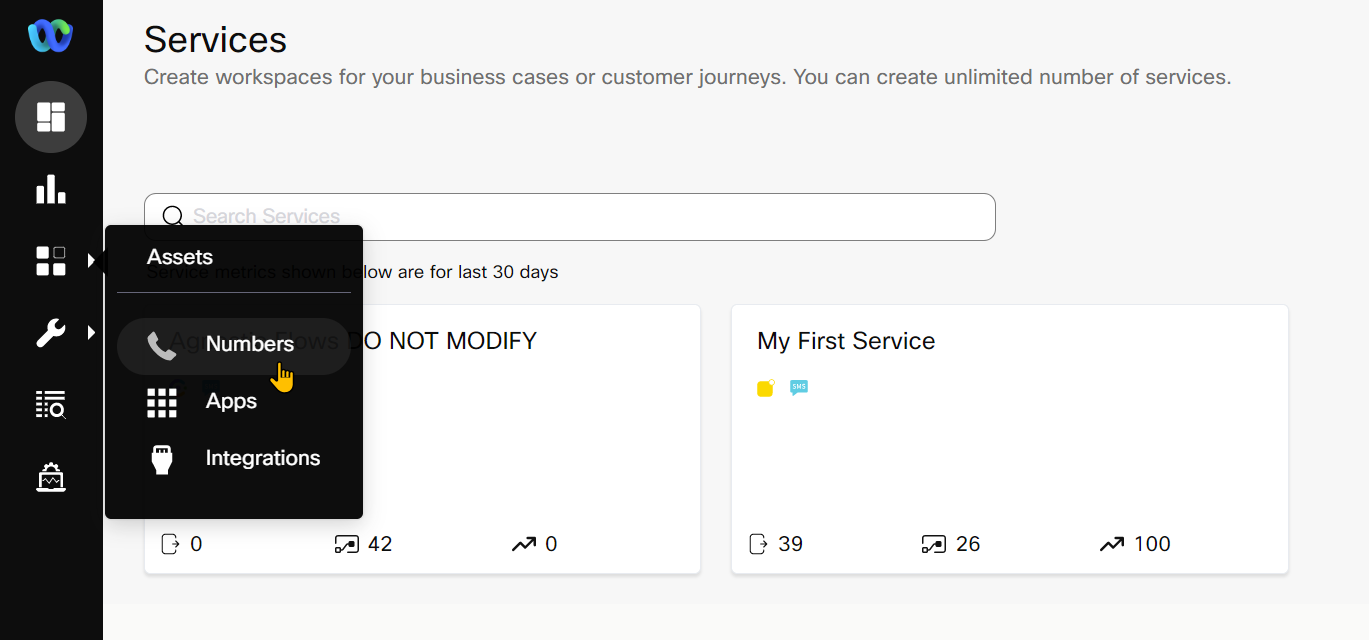 Services
Create workspaces for your business cases or customer journeys. You can create unlimited number of services.
Search Services
Assets
Service metrics shown below are for last 30 days
Flows DO NOT MODIFY
My First Service
Numbers
SMS
Apps
Integrations
0
42
0
39
26
100